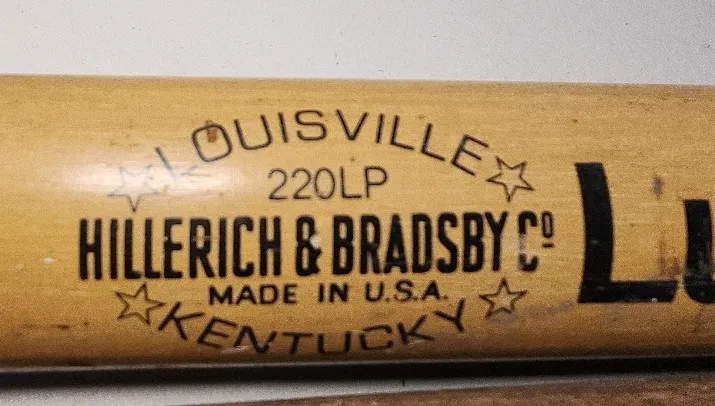 LOUISVILLE
220LP
HILLERICH & BRADSBY Cº
MADE IN U.S.A.
KENTUCKY